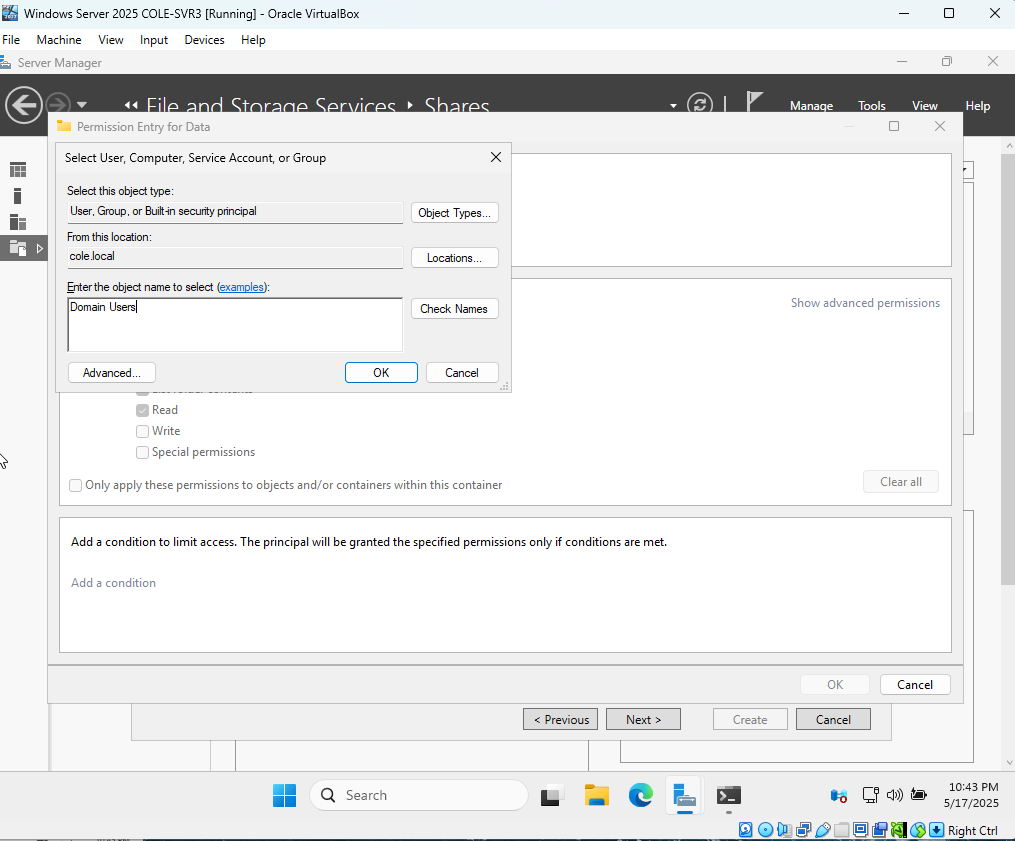 Windows Server 2025 COLE-SVR3 [Running] - Oracle VirtualBox
File Machine View Input Devices Help
Server Manager
File and Storage Services Shares
Manage Tools View Help
Permission Entry for Data
Select User, Computer, Service Account, or Group
Select this object type:
User, Group, or Built-in security principal
Object Types...
From this location:
cole.local
Locations...
Enter the object name to select (examples):
Domain Users
Check Names
Advanced...
OK
Cancel
Show advanced permissions
Read
Write
Special permissions
Only apply these permissions to objects and/or containers within this container
Clear all
Add a condition to limit access. The principal will be granted the specified permissions only if conditions are met.
Add a condition
OK
Cancel
< Previous
Next >
Create
Cancel
Search
10:43 PM
5/17/2025
Right Ctrl